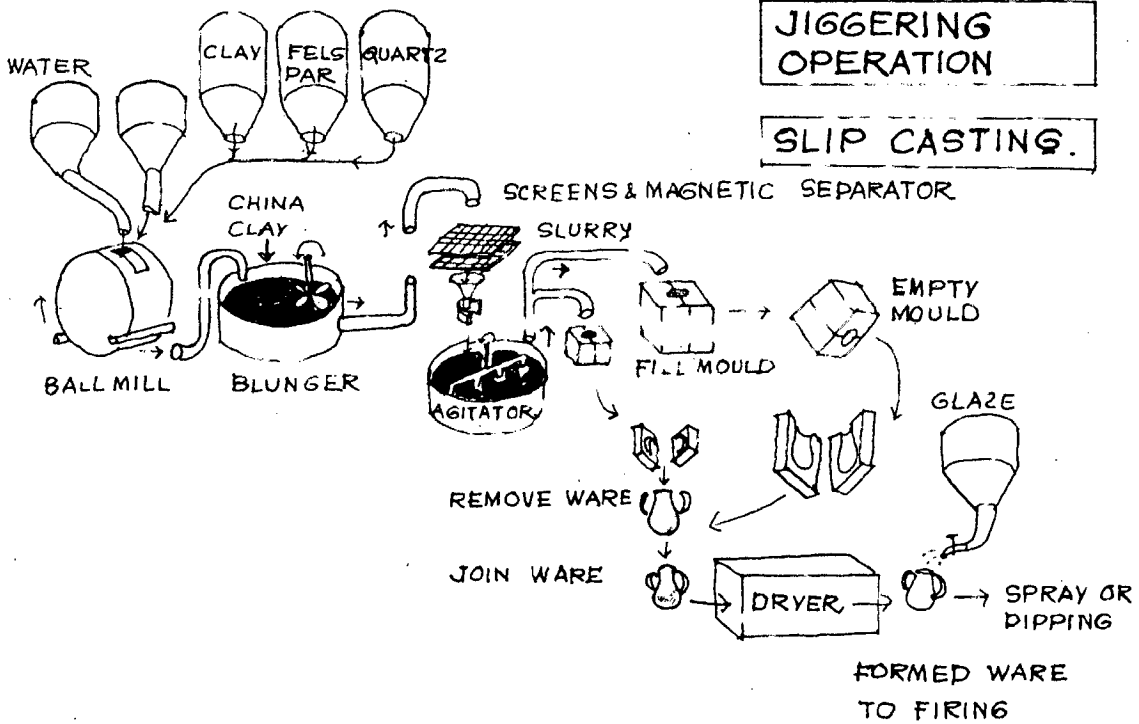 JIGGERING
OPERATION
SLIP CASTING.
WATER
CLAY
FELS
PAR
QUARTZ
SCREENS & MAGNETIC SEPARATOR
CHINA
CLAY
SLURRY
EMPTY
MOULD
FILL MOULD
BALL MILL
BLUNGER
AGITATOR
GLAZE
REMOVE WARE
JOIN WARE
DRYER
SPRAY OR
DIPPING
FORMED WARE
TO FIRING